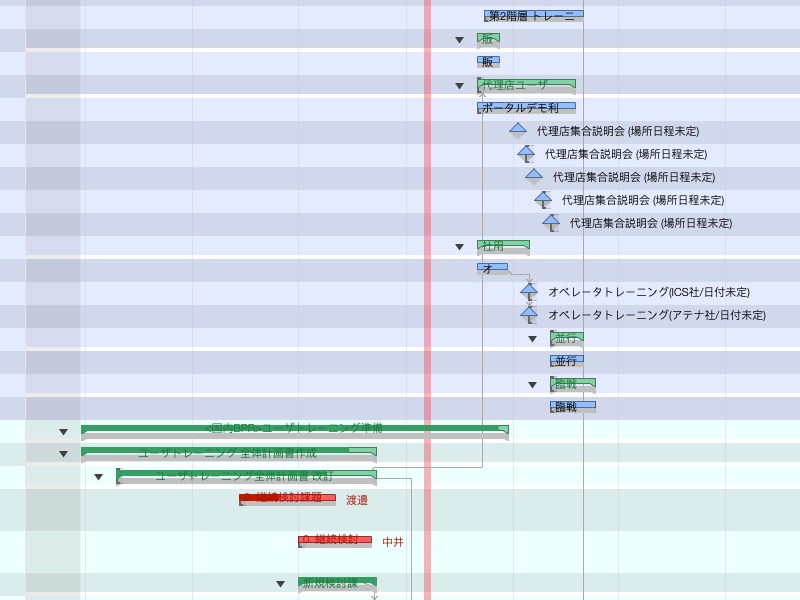 第2階層 トレーニ
販
販
代理店ユーザ
ポータルデモ利
代理店集合説明会 (場所日程未定)
代理店集合説明会 (場所日程未定)
代理店集合説明会 (場所日程未定)
代理店集合説明会 (場所日程未定)
代理店集合説明会 (場所日程未定)
社用
オ
オペレータトレーニング(ICS社/日付未定)
オペレータトレーニング(アテナ社/日付未定)
並行
並行
臨戦
臨戦
<国内BPR>ユーザトレーニング準備
ユーザトレーニング 全体計画書作成
ユーザトレーニング全体計画書 改訂
継続検討課題 渡邉
継続検討 中井
新規検討課